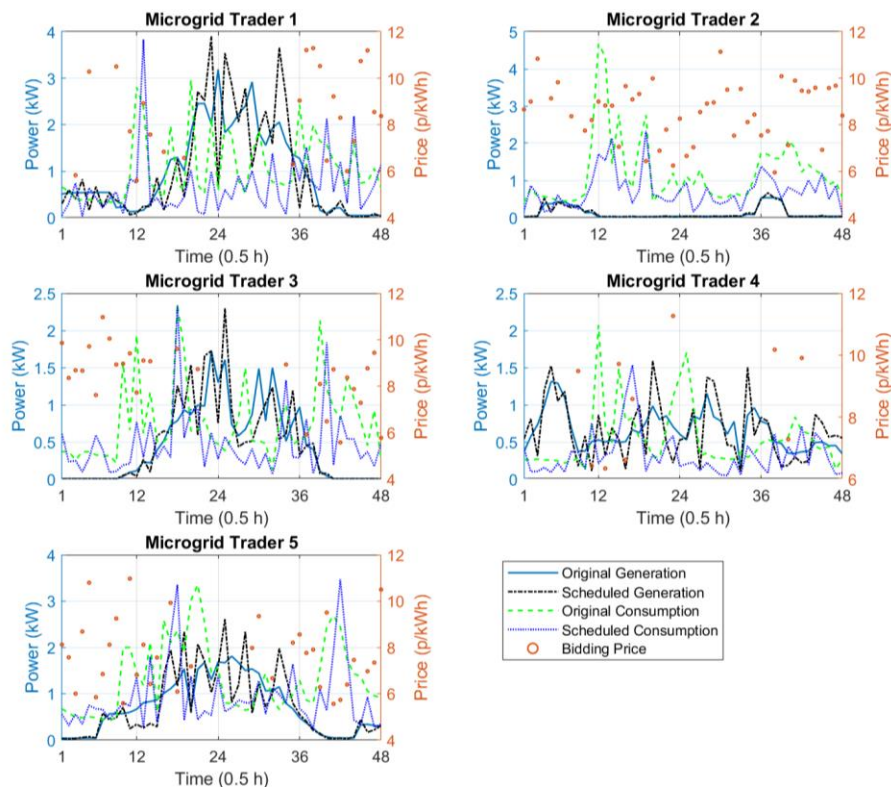 Microgrid Trader 1
4
3
2
1
0
Power (kW)
12
10
8
6
4
Price (p/kWh)
1 12 24 36 48
Time (0.5 h)
Microgrid Trader 2
5
4
3
2
1
0
Power (kW)
12
10
8
6
4
Price (p/kWh)
1 12 24 36 48
Time (0.5 h)
Microgrid Trader 3
2.5
2
1.5
1
0.5
0
Power (kW)
12
10
8
6
4
Price (p/kWh)
1 12 24 36 48
Time (0.5 h)
Microgrid Trader 4
2.5
2
1.5
1
0.5
0
Power (kW)
12
10
8
6
Price (p/kWh)
1 12 24 36 48
Time (0.5 h)
Microgrid Trader 5
4
3
2
1
0
Power (kW)
12
10
8
6
4
Price (p/kWh)
1 12 24 36 48
Time (0.5 h)
Original Generation
Scheduled Generation
Original Consumption
Scheduled Consumption
Bidding Price